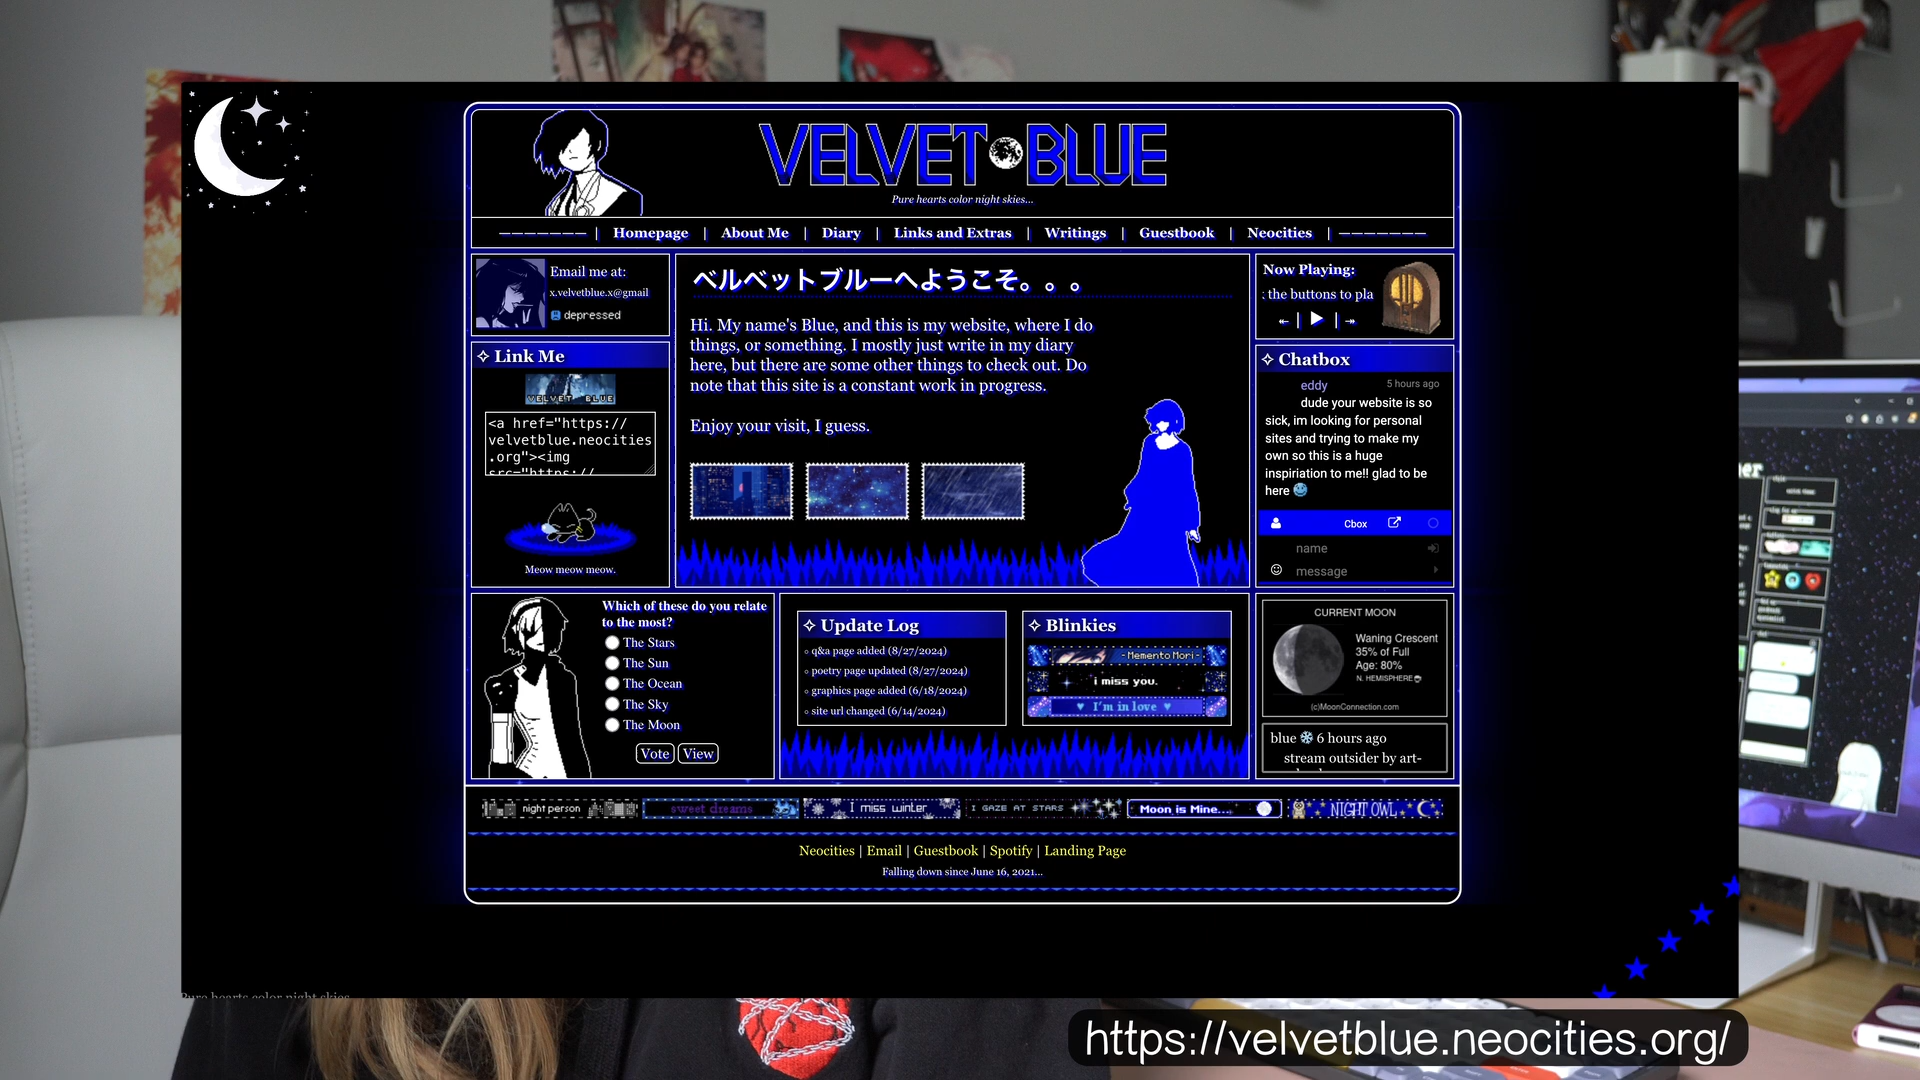 VELVET BLUE
Pure hearts color night skies...
Homepage | About Me | Diary | Links and Extras | Writings | Guestbook | Neocities
Email me at:
x.velvetblue.x@gmail
depressed
✧ Link Me
VELVET BLUE
<a href="https://
velvetblue.neocities
.org"><img
src="https://
Meow meow meow.
ベルベットブルーへようこそ。。。
Hi. My name's Blue, and this is my website, where I do
things, or something. I mostly just write in my diary
here, but there are some other things to check out. Do
note that this site is a constant work in progress.
Enjoy your visit, I guess.
Now Playing:
: the buttons to pla
✧ Chatbox
eddy 5 hours ago
dude your website is so
sick, im looking for personal
sites and trying to make my
own so this is a huge
inspiriation to me!! glad to be
here
Cbox
name
message
Which of these do you relate
to the most?
The Stars
The Sun
The Ocean
The Sky
The Moon
Vote View
✧ Update Log
q&a page added (8/27/2024)
poetry page updated (8/27/2024)
graphics page added (6/18/2024)
site url changed (6/14/2024)
✧ Blinkies
- Memento Mori -
i miss you.
♥ I'm in love ♥
CURRENT MOON
Waning Crescent
35% of Full
Age: 80%
N. HEMISPHERE
(c)MoonConnection.com
blue ❄ 6 hours ago
stream outsider by art-
night person
sweet dreams
I miss winter
I GAZE AT STARS
Moon is Mine...
NIGHT OWL
Neocities | Email | Guestbook | Spotify | Landing Page
Falling down since June 16, 2021...
Pure hearts color night skies
https://velvetblue.neocities.org/